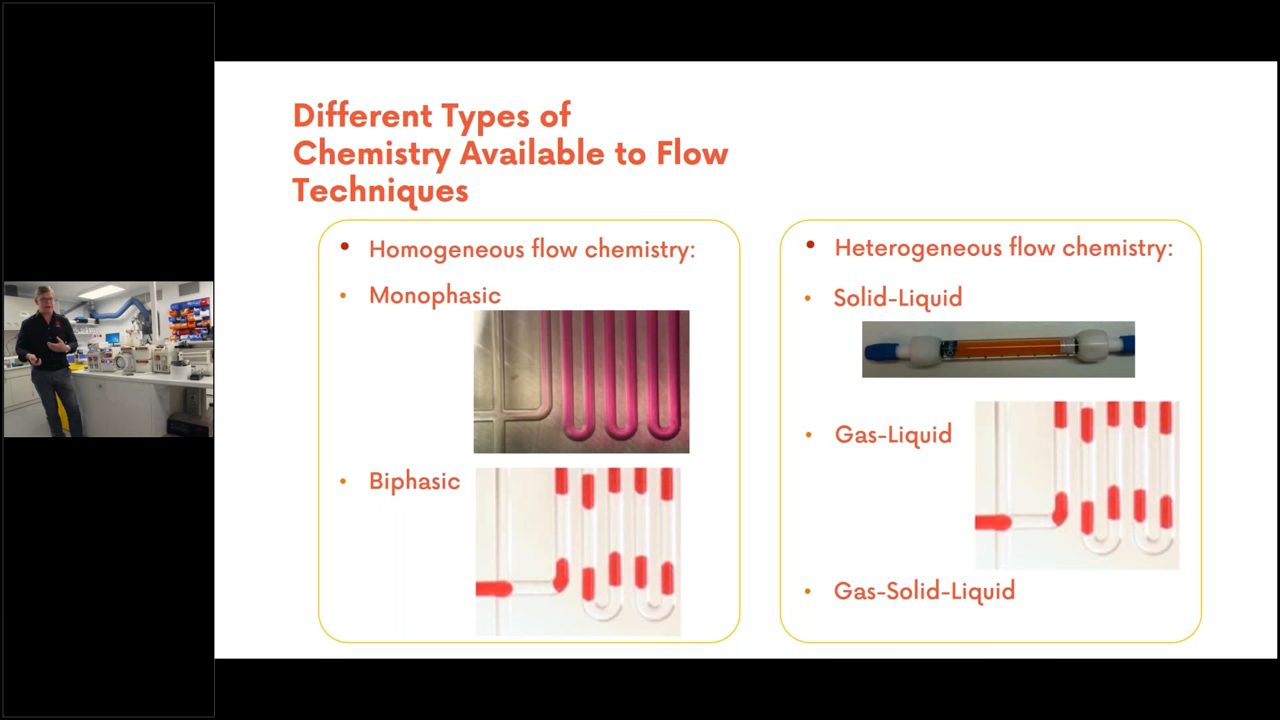 Different Types of
Chemistry Available to Flow
Techniques
• Homogeneous flow chemistry:
• Monophasic
• Biphasic
• Heterogeneous flow chemistry:
• Solid-Liquid
• Gas-Liquid
• Gas-Solid-Liquid